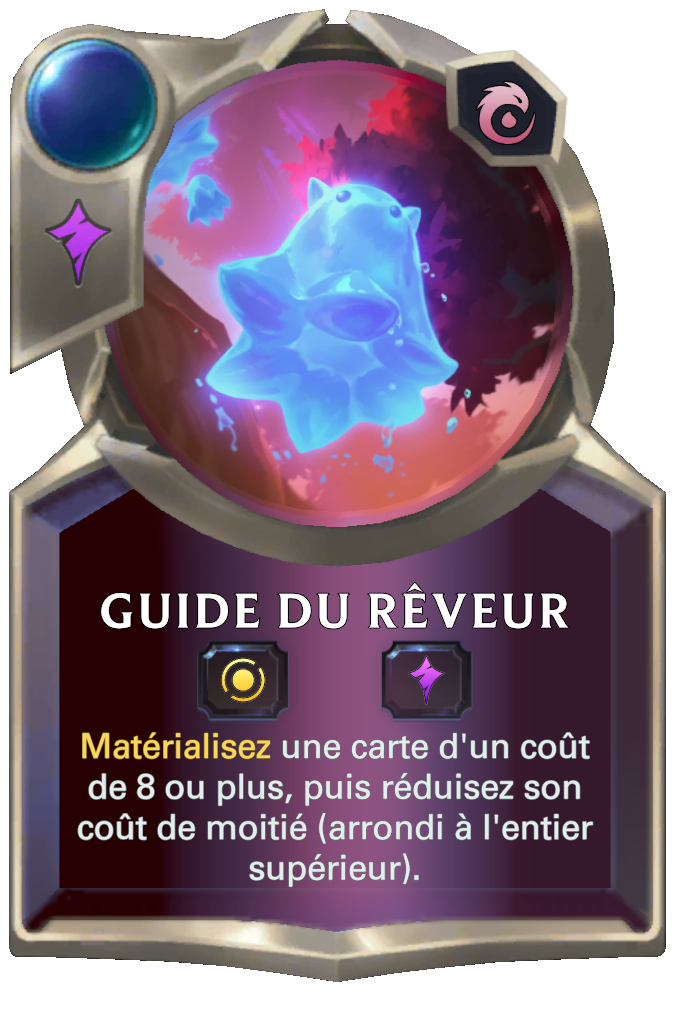 GUIDE DU RÊVEUR
Matérialisez une carte d'un coût
de 8 ou plus, puis réduisez son
coût de moitié (arrondi à l'entier
supérieur).